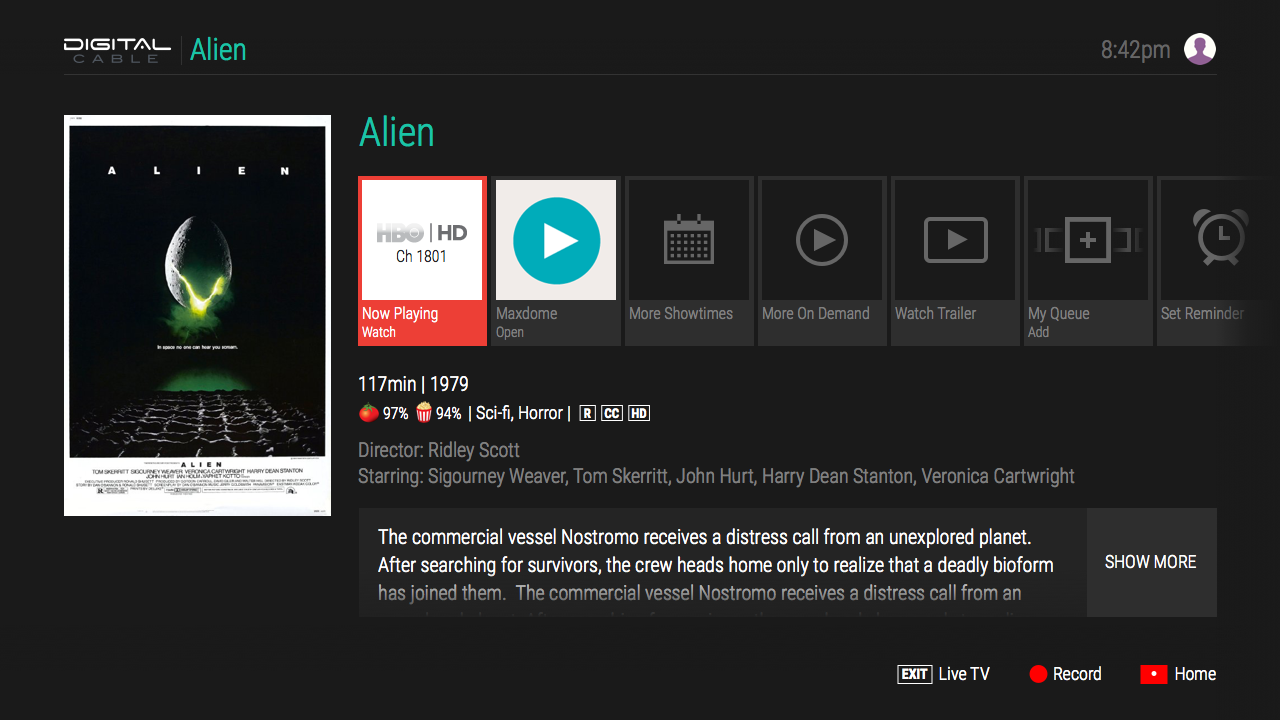 DIGITAL
CABLE
Alien
8:42pm
A L I E N
In space no one can hear you scream.
A L I E N
TOM SKERRITT SIGOURNEY WEAVER VERONICA CARTWRIGHT HARRY DEAN STANTON
JOHN HURT IAN HOLM YAPHET KOTTO
Alien
HBO | HD
Ch 1801
Now Playing
Watch
Maxdome
Open
More Showtimes
More On Demand
Watch Trailer
My Queue
Add
Set Reminder
117min | 1979
97% 94% | Sci-fi, Horror | R CC HD
Director: Ridley Scott
Starring: Sigourney Weaver, Tom Skerritt, John Hurt, Harry Dean Stanton, Veronica Cartwright
The commercial vessel Nostromo receives a distress call from an unexplored planet.
After searching for survivors, the crew heads home only to realize that a deadly bioform
has joined them. The commercial vessel Nostromo receives a distress call from an
SHOW MORE
EXIT Live TV
Record
Home